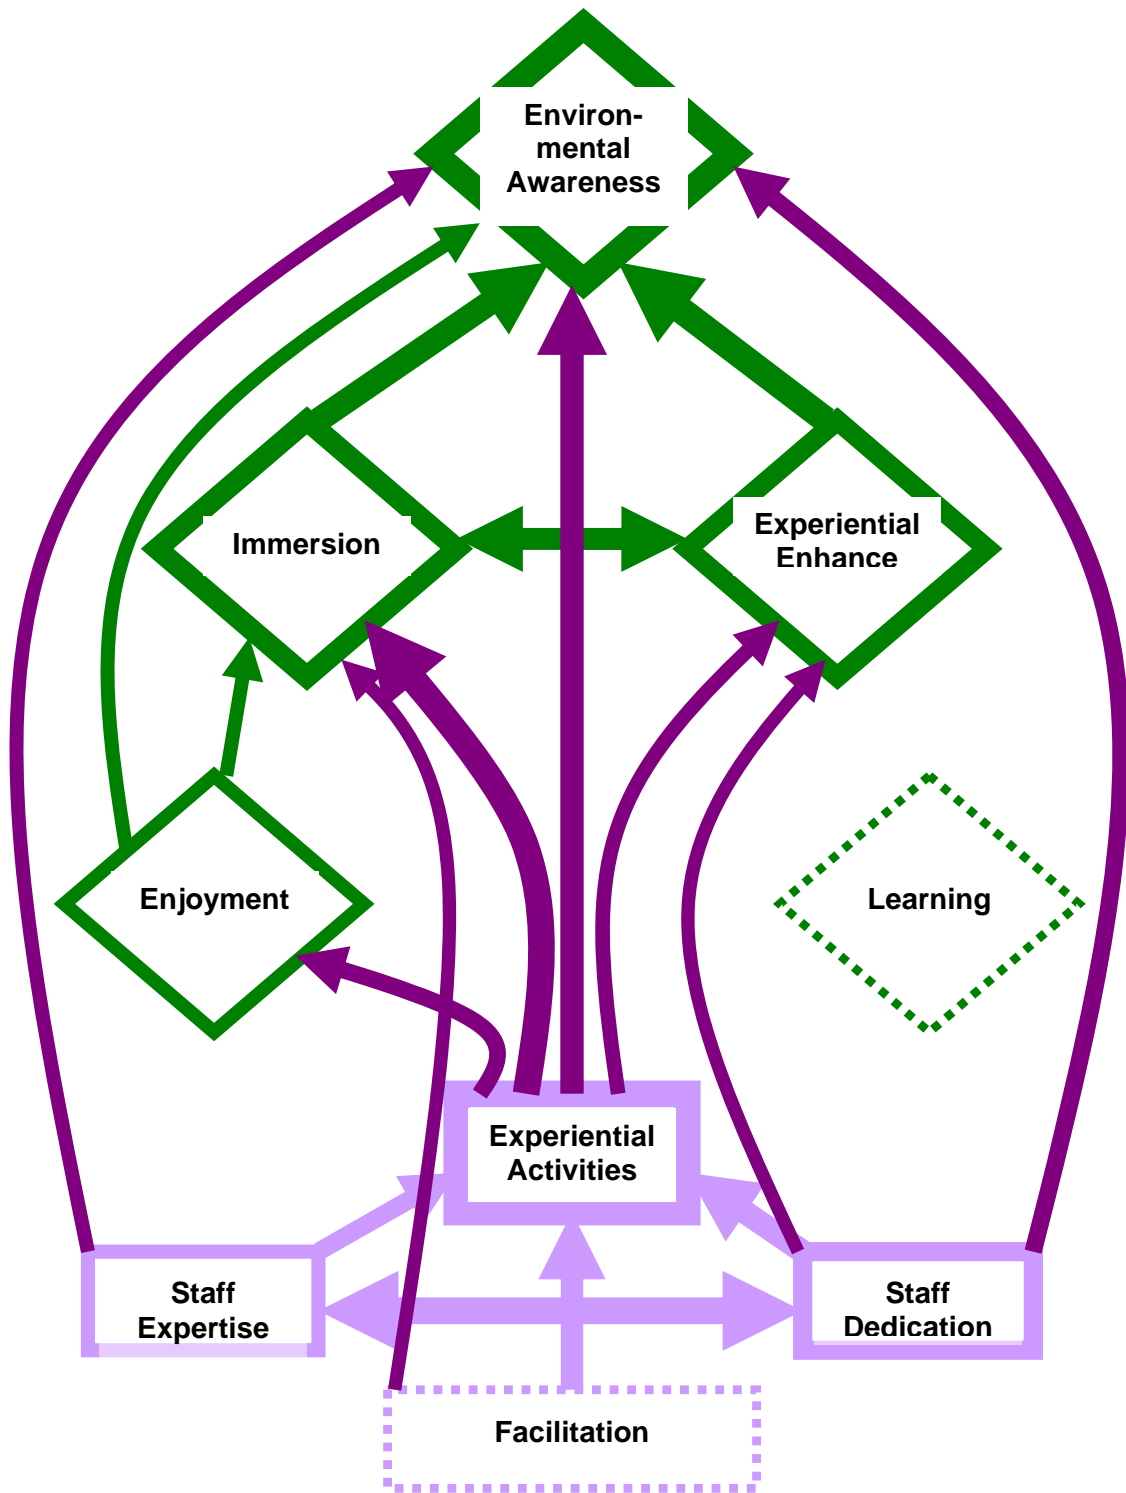 Environ-
mental
Awareness
Immersion
Experiential
Enhance
Enjoyment
Learning
Experiential
Activities
Staff
Expertise
Staff
Dedication
Facilitation